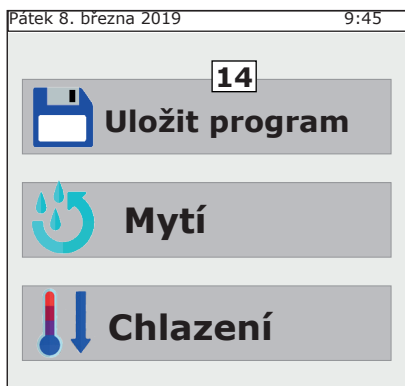 Pátek 8. března 2019 9:45
14
Uložit program
Mytí
Chlazení